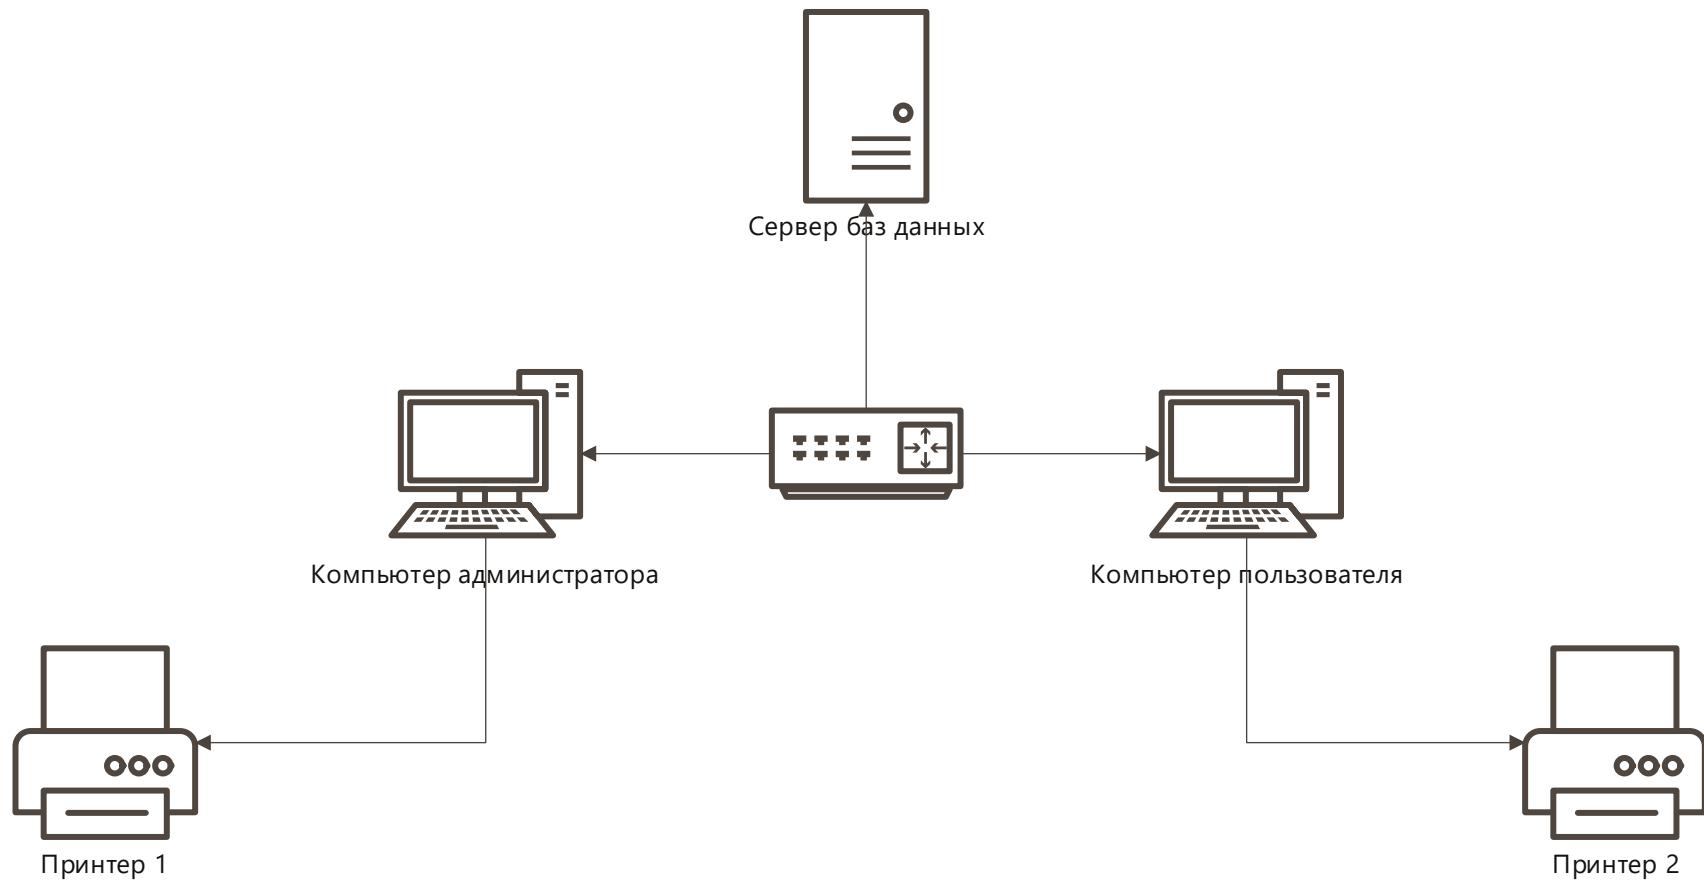 Сервер баз данных
Компьютер администратора
Компьютер пользователя
Принтер 1
Принтер 2